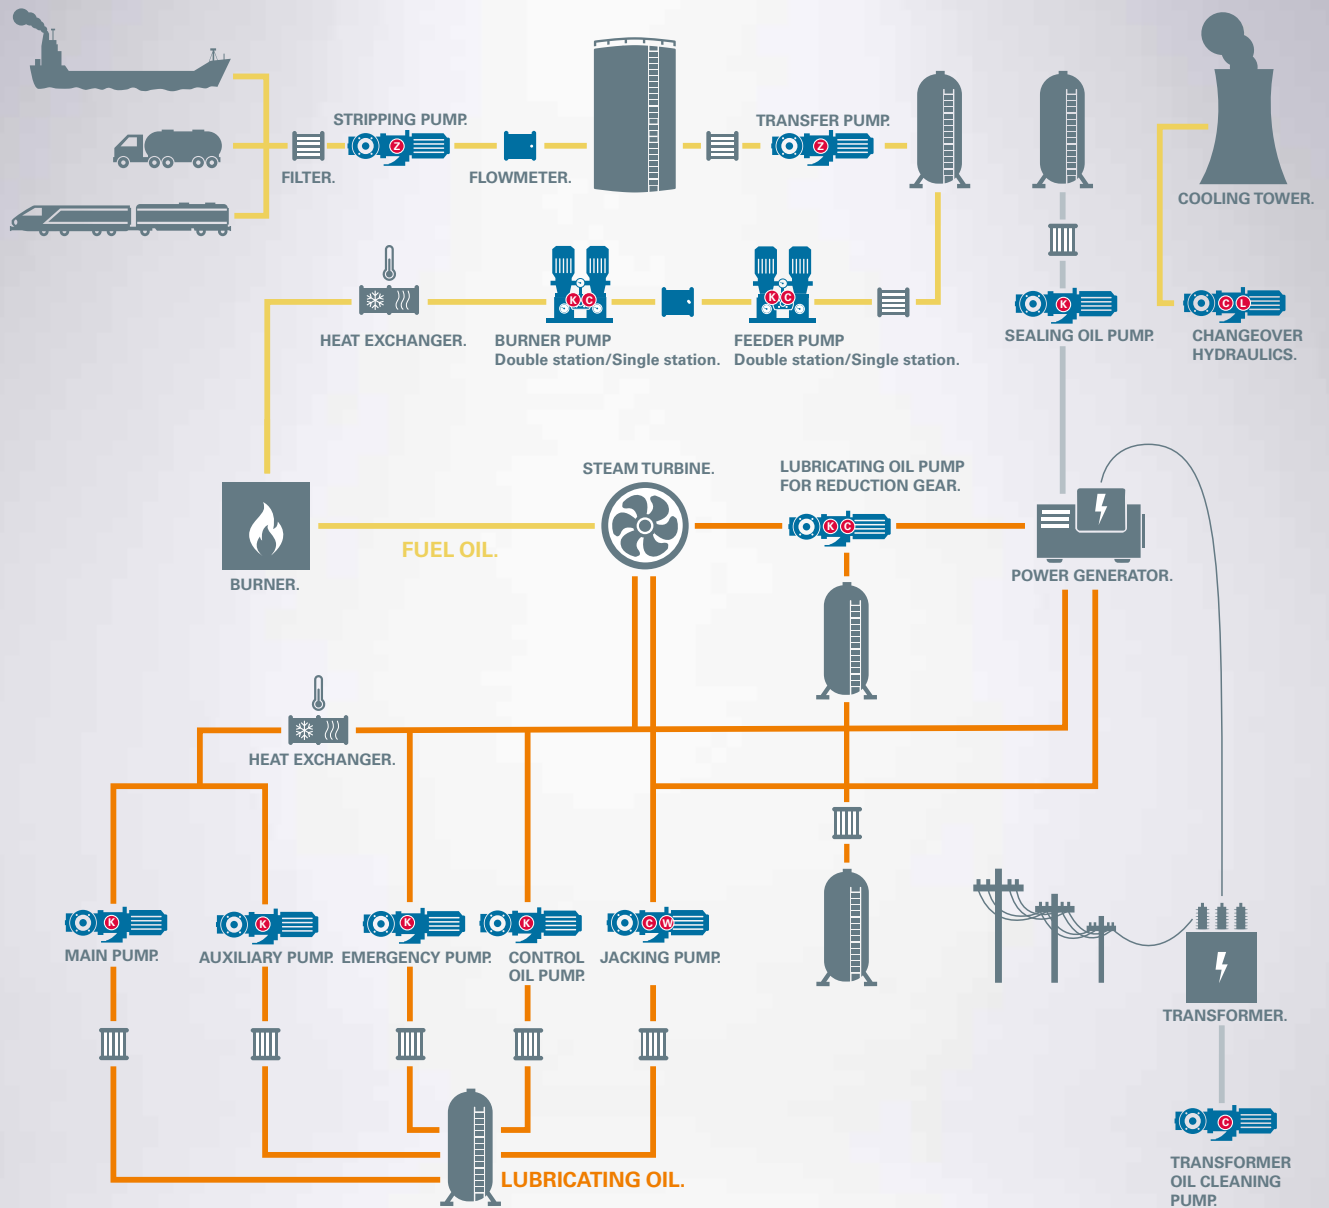 STRIPPING PUMP.
Z
FILTER.
FLOWMETER.
TRANSFER PUMP.
Z
COOLING TOWER.
HEAT EXCHANGER.
K C
BURNER PUMP
Double station/Single station.
K C
FEEDER PUMP
Double station/Single station.
K
SEALING OIL PUMP.
C L
CHANGEOVER
HYDRAULICS.
STEAM TURBINE.
LUBRICATING OIL PUMP
FOR REDUCTION GEAR.
K C
FUEL OIL.
BURNER.
POWER GENERATOR.
HEAT EXCHANGER.
K
MAIN PUMP.
K
AUXILIARY PUMP.
K
EMERGENCY PUMP.
K
CONTROL
OIL PUMP.
C W
JACKING PUMP.
TRANSFORMER.
C
LUBRICATING OIL.
TRANSFORMER
OIL CLEANING
PUMP.